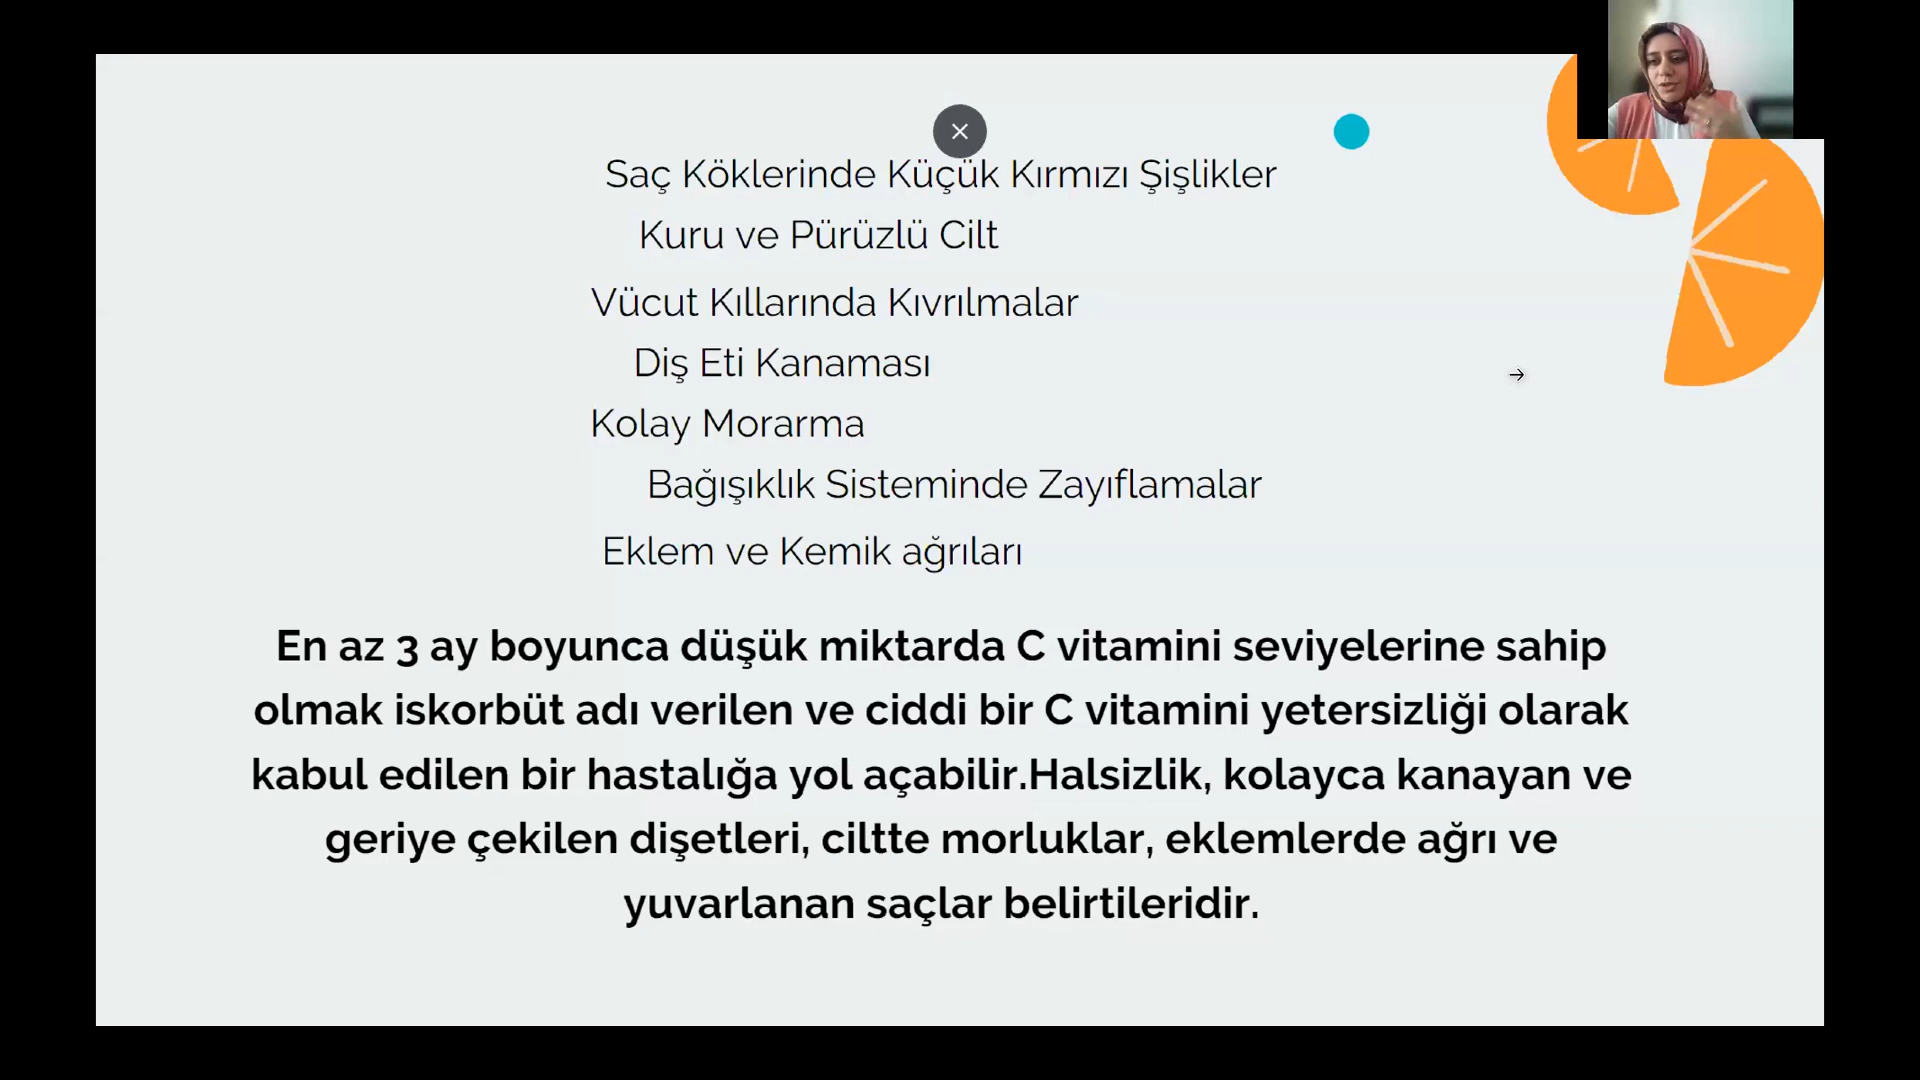 Saç Köklerinde Küçük Kırmızı Şişlikler
Kuru ve Pürüzlü Cilt
Vücut Kıllarında Kıvrılmalar
Diş Eti Kanaması
Kolay Morarma
Bağışıklık Sisteminde Zayıflamalar
Eklem ve Kemik ağrıları
En az 3 ay boyunca düşük miktarda C vitamini seviyelerine sahip
olmak iskorbüt adı verilen ve ciddi bir C vitamini yetersizliği olarak
kabul edilen bir hastalığa yol açabilir.Halsizlik, kolayca kanayan ve
geriye çekilen dişetleri, ciltte morluklar, eklemlerde ağrı ve
yuvarlanan saçlar belirtileridir.